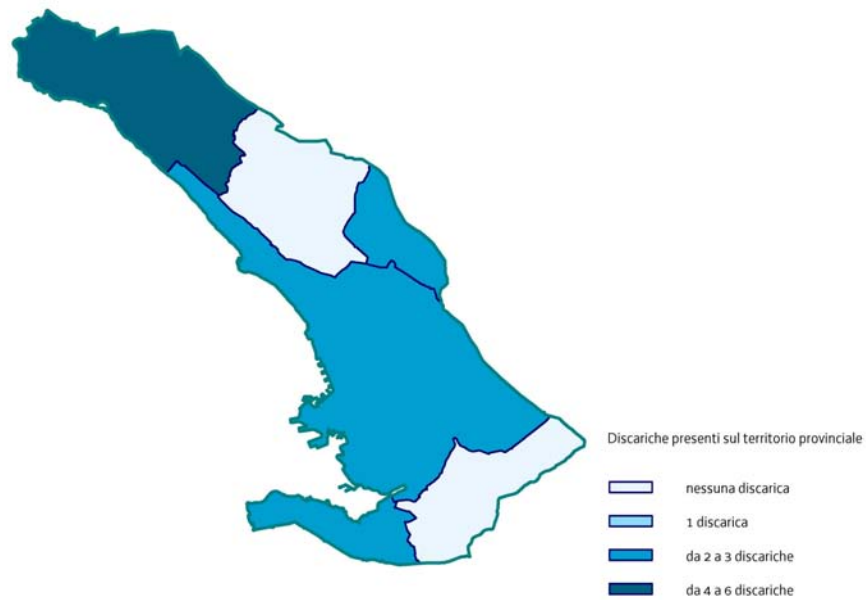 Discariche presenti sul territorio provinciale
nessuna discarica
1 discarica
da 2 a 3 discariche
da 4 a 6 discariche